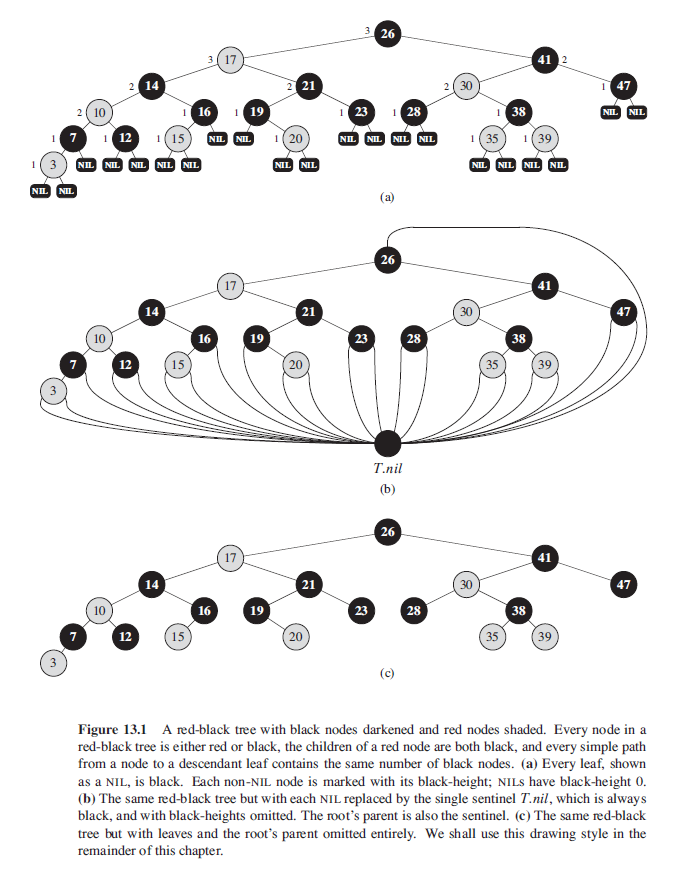 3 26
3 17 41 2
2 14 2 21 2 30 1 47
2 10 1 16 1 19 1 23 1 28 1 38 NIL NIL
1 7 1 12 1 15 NIL NIL 1 20 NIL NIL NIL NIL 1 35 1 39
1 3 NIL NIL NIL NIL NIL NIL NIL NIL NIL NIL NIL
NIL NIL
(a)
26
17 41
14 21 30 47
10 16 19 23 28 38
7 12 15 20 35 39
3
T.nil
(b)
26
17 41
14 21 30 47
10 16 19 23 28 38
7 12 15 20 35 39
3
(c)
Figure 13.1 A red-black tree with black nodes darkened and red nodes shaded. Every node in a
red-black tree is either red or black, the children of a red node are both black, and every simple path
from a node to a descendant leaf contains the same number of black nodes. (a) Every leaf, shown
as a NIL, is black. Each non-NIL node is marked with its black-height; NILs have black-height 0.
(b) The same red-black tree but with each NIL replaced by the single sentinel T.nil, which is always
black, and with black-heights omitted. The root's parent is also the sentinel. (c) The same red-black
tree but with leaves and the root's parent omitted entirely. We shall use this drawing style in the
remainder of this chapter.